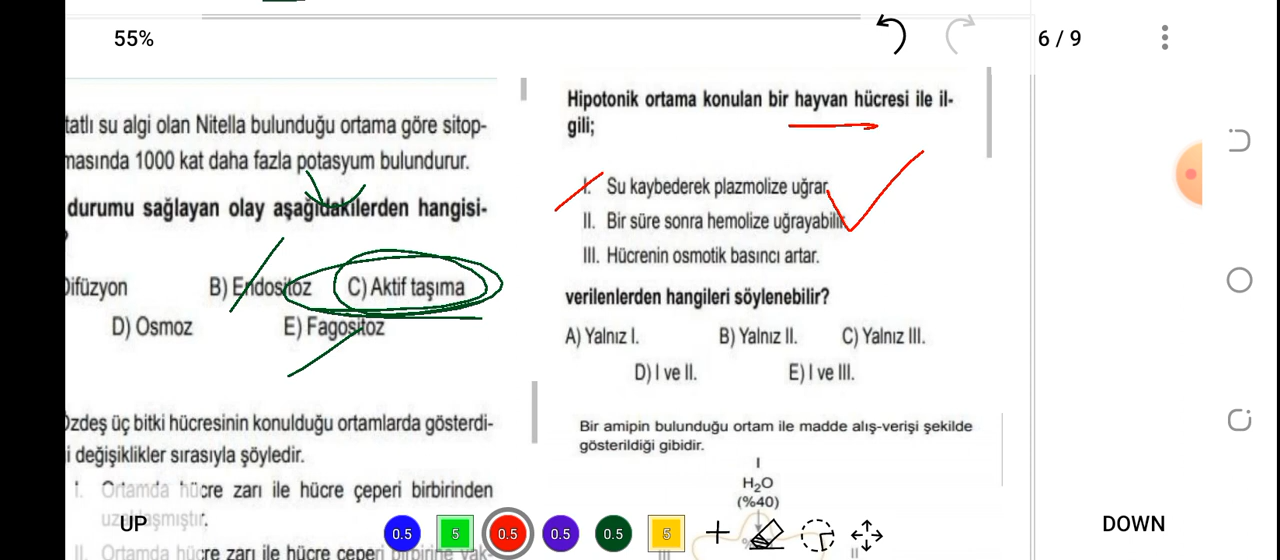 55%
6 / 9
tatlı su algi olan Nitella bulunduğu ortama göre sitop-
masında 1000 kat daha fazla potasyum bulundurur.
durumu sağlayan olay aşağıdakilerden hangisi-
Difüzyon B) Endositoz C) Aktif taşıma
D) Osmoz E) Fagositoz
Özdeş üç bitki hücresinin konulduğu ortamlarda gösterdi-
i değişiklikler sırasıyla şöyledir.
I. Ortamda hücre zarı ile hücre çeperi birbirinden
uzaklaşmıştır.
II. Ortamda hücre zarı ile hücre çeperi birbirine yak-
Hipotonik ortama konulan bir hayvan hücresi ile il-
gili;
I. Su kaybederek plazmolize uğrar.
II. Bir süre sonra hemolize uğrayabilir.
III. Hücrenin osmotik basıncı artar.
verilenlerden hangileri söylenebilir?
A) Yalnız I. B) Yalnız II. C) Yalnız III.
D) I ve II. E) I ve III.
Bir amipin bulunduğu ortam ile madde alış-verişi şekilde
gösterildiği gibidir.
I
H₂O
(%40)
III II
UP
0.5 5 0.5 0.5 0.5 5
DOWN